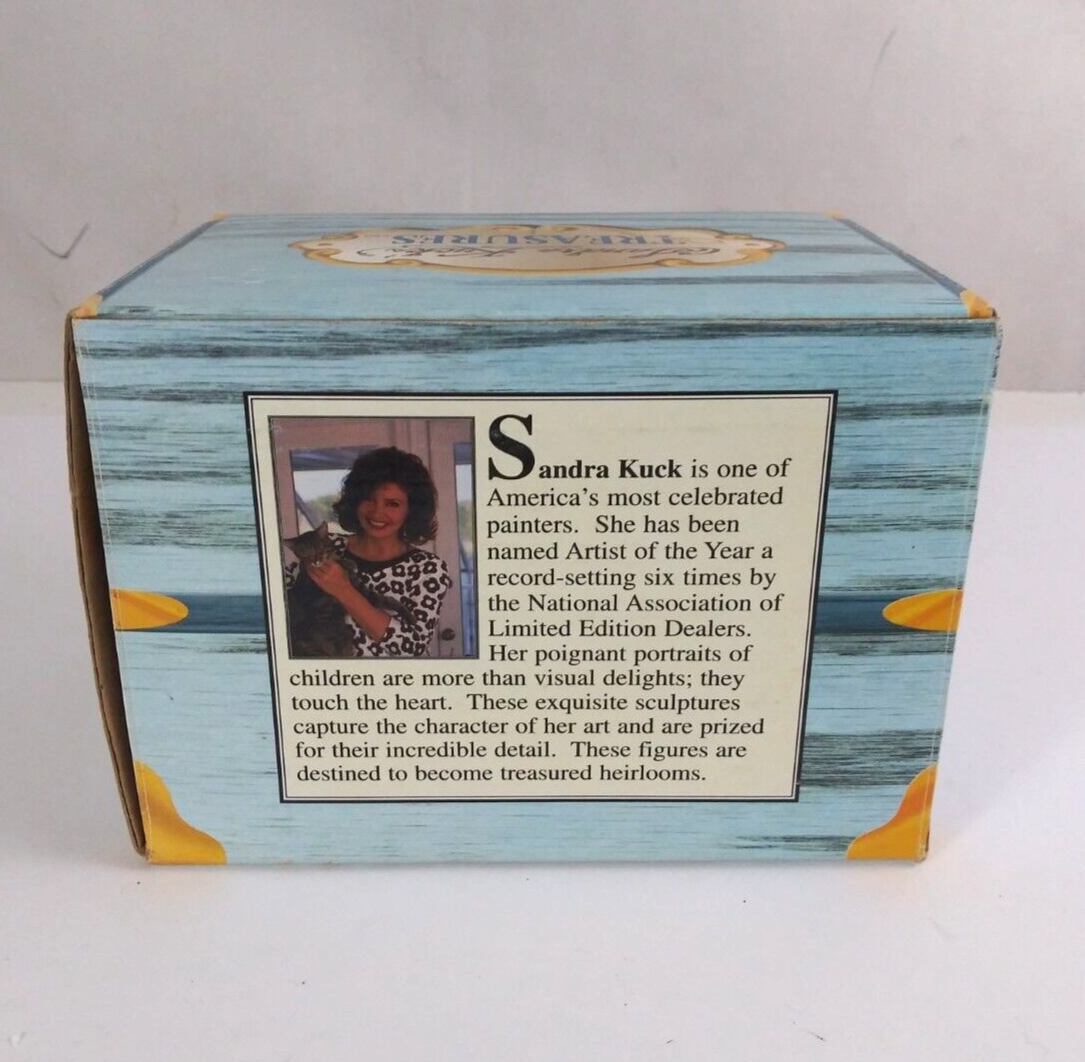 Sandra Kuck's
TREASURES
Sandra Kuck is one of
America's most celebrated
painters. She has been
named Artist of the Year a
record-setting six times by
the National Association of
Limited Edition Dealers.
Her poignant portraits of
children are more than visual delights; they
touch the heart. These exquisite sculptures
capture the character of her art and are prized
for their incredible detail. These figures are
destined to become treasured heirlooms.